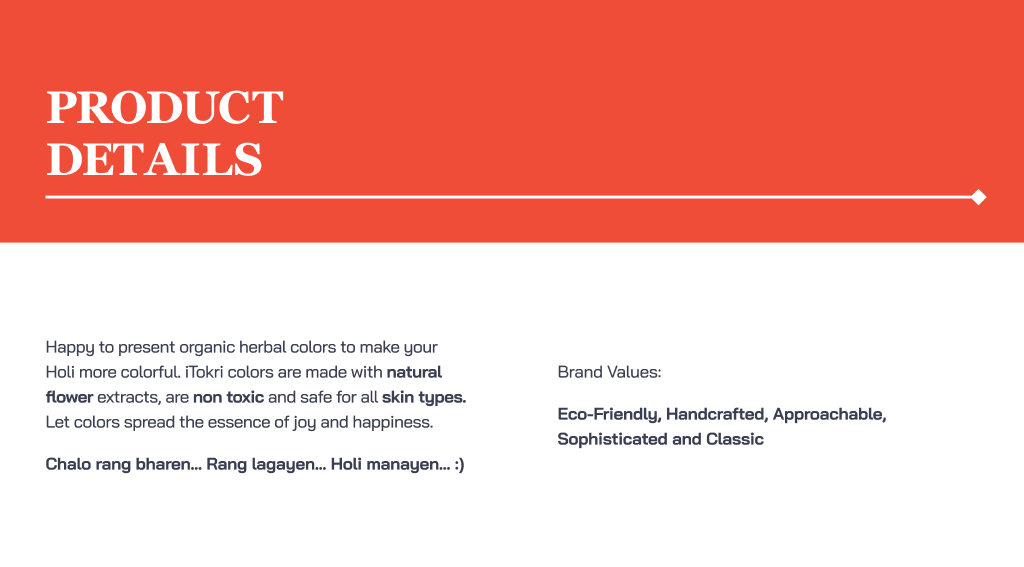 PRODUCT
DETAILS
Happy to present organic herbal colors to make your
Holi more colorful. iTokri colors are made with natural
flower extracts, are non toxic and safe for all skin types.
Let colors spread the essence of joy and happiness.
Chalo rang bharen... Rang lagayen... Holi manayen... :)
Brand Values:
Eco-Friendly, Handcrafted, Approachable,
Sophisticated and Classic